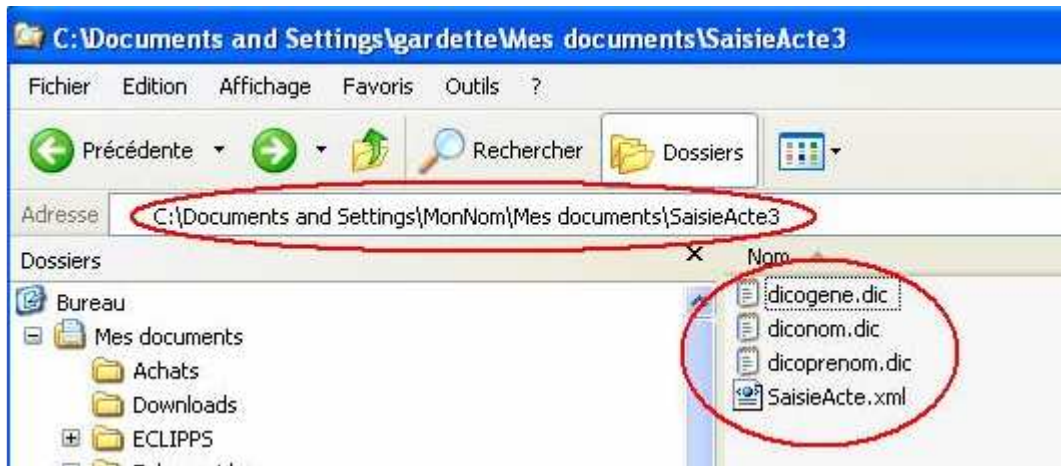 C:\Documents and Settings\gardette\Mes documents\SaisieActe3
Fichier Edition Affichage Favoris Outils ?
Précédente Rechercher Dossiers
Adresse C:\Documents and Settings\MonNom\Mes documents\SaisieActe3
Dossiers X Nom
Bureau dicogene.dic
Mes documents diconom.dic
Achats dicoprenom.dic
Downloads SaisieActe.xml
ECLIPPS